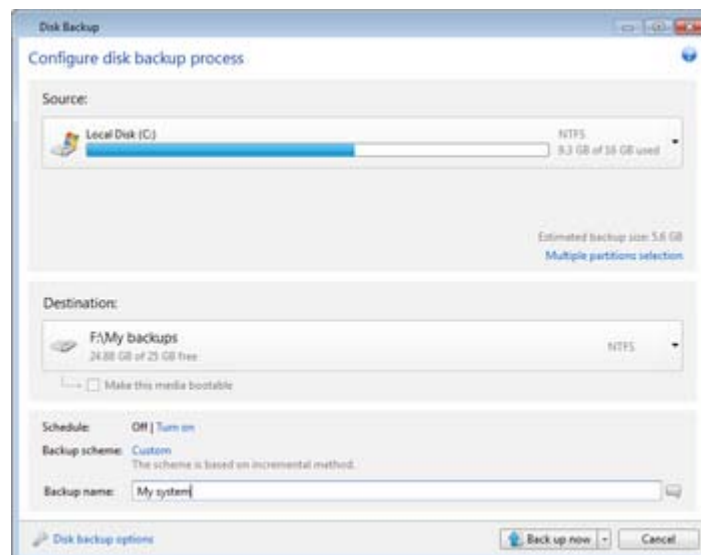 Disk Backup
Configure disk backup process
Source:
Local Disk (C:)
NTFS
9.3 GB of 16 GB used
Estimated backup size: 5.6 GB
Multiple partitions selection
Destination:
F:\My backups
24.88 GB of 25 GB free
NTFS
Make this media bootable
Schedule: Off | Turn on
Backup scheme: Custom
The scheme is based on incremental method.
Backup name: My system
Disk backup options
Back up now
Cancel